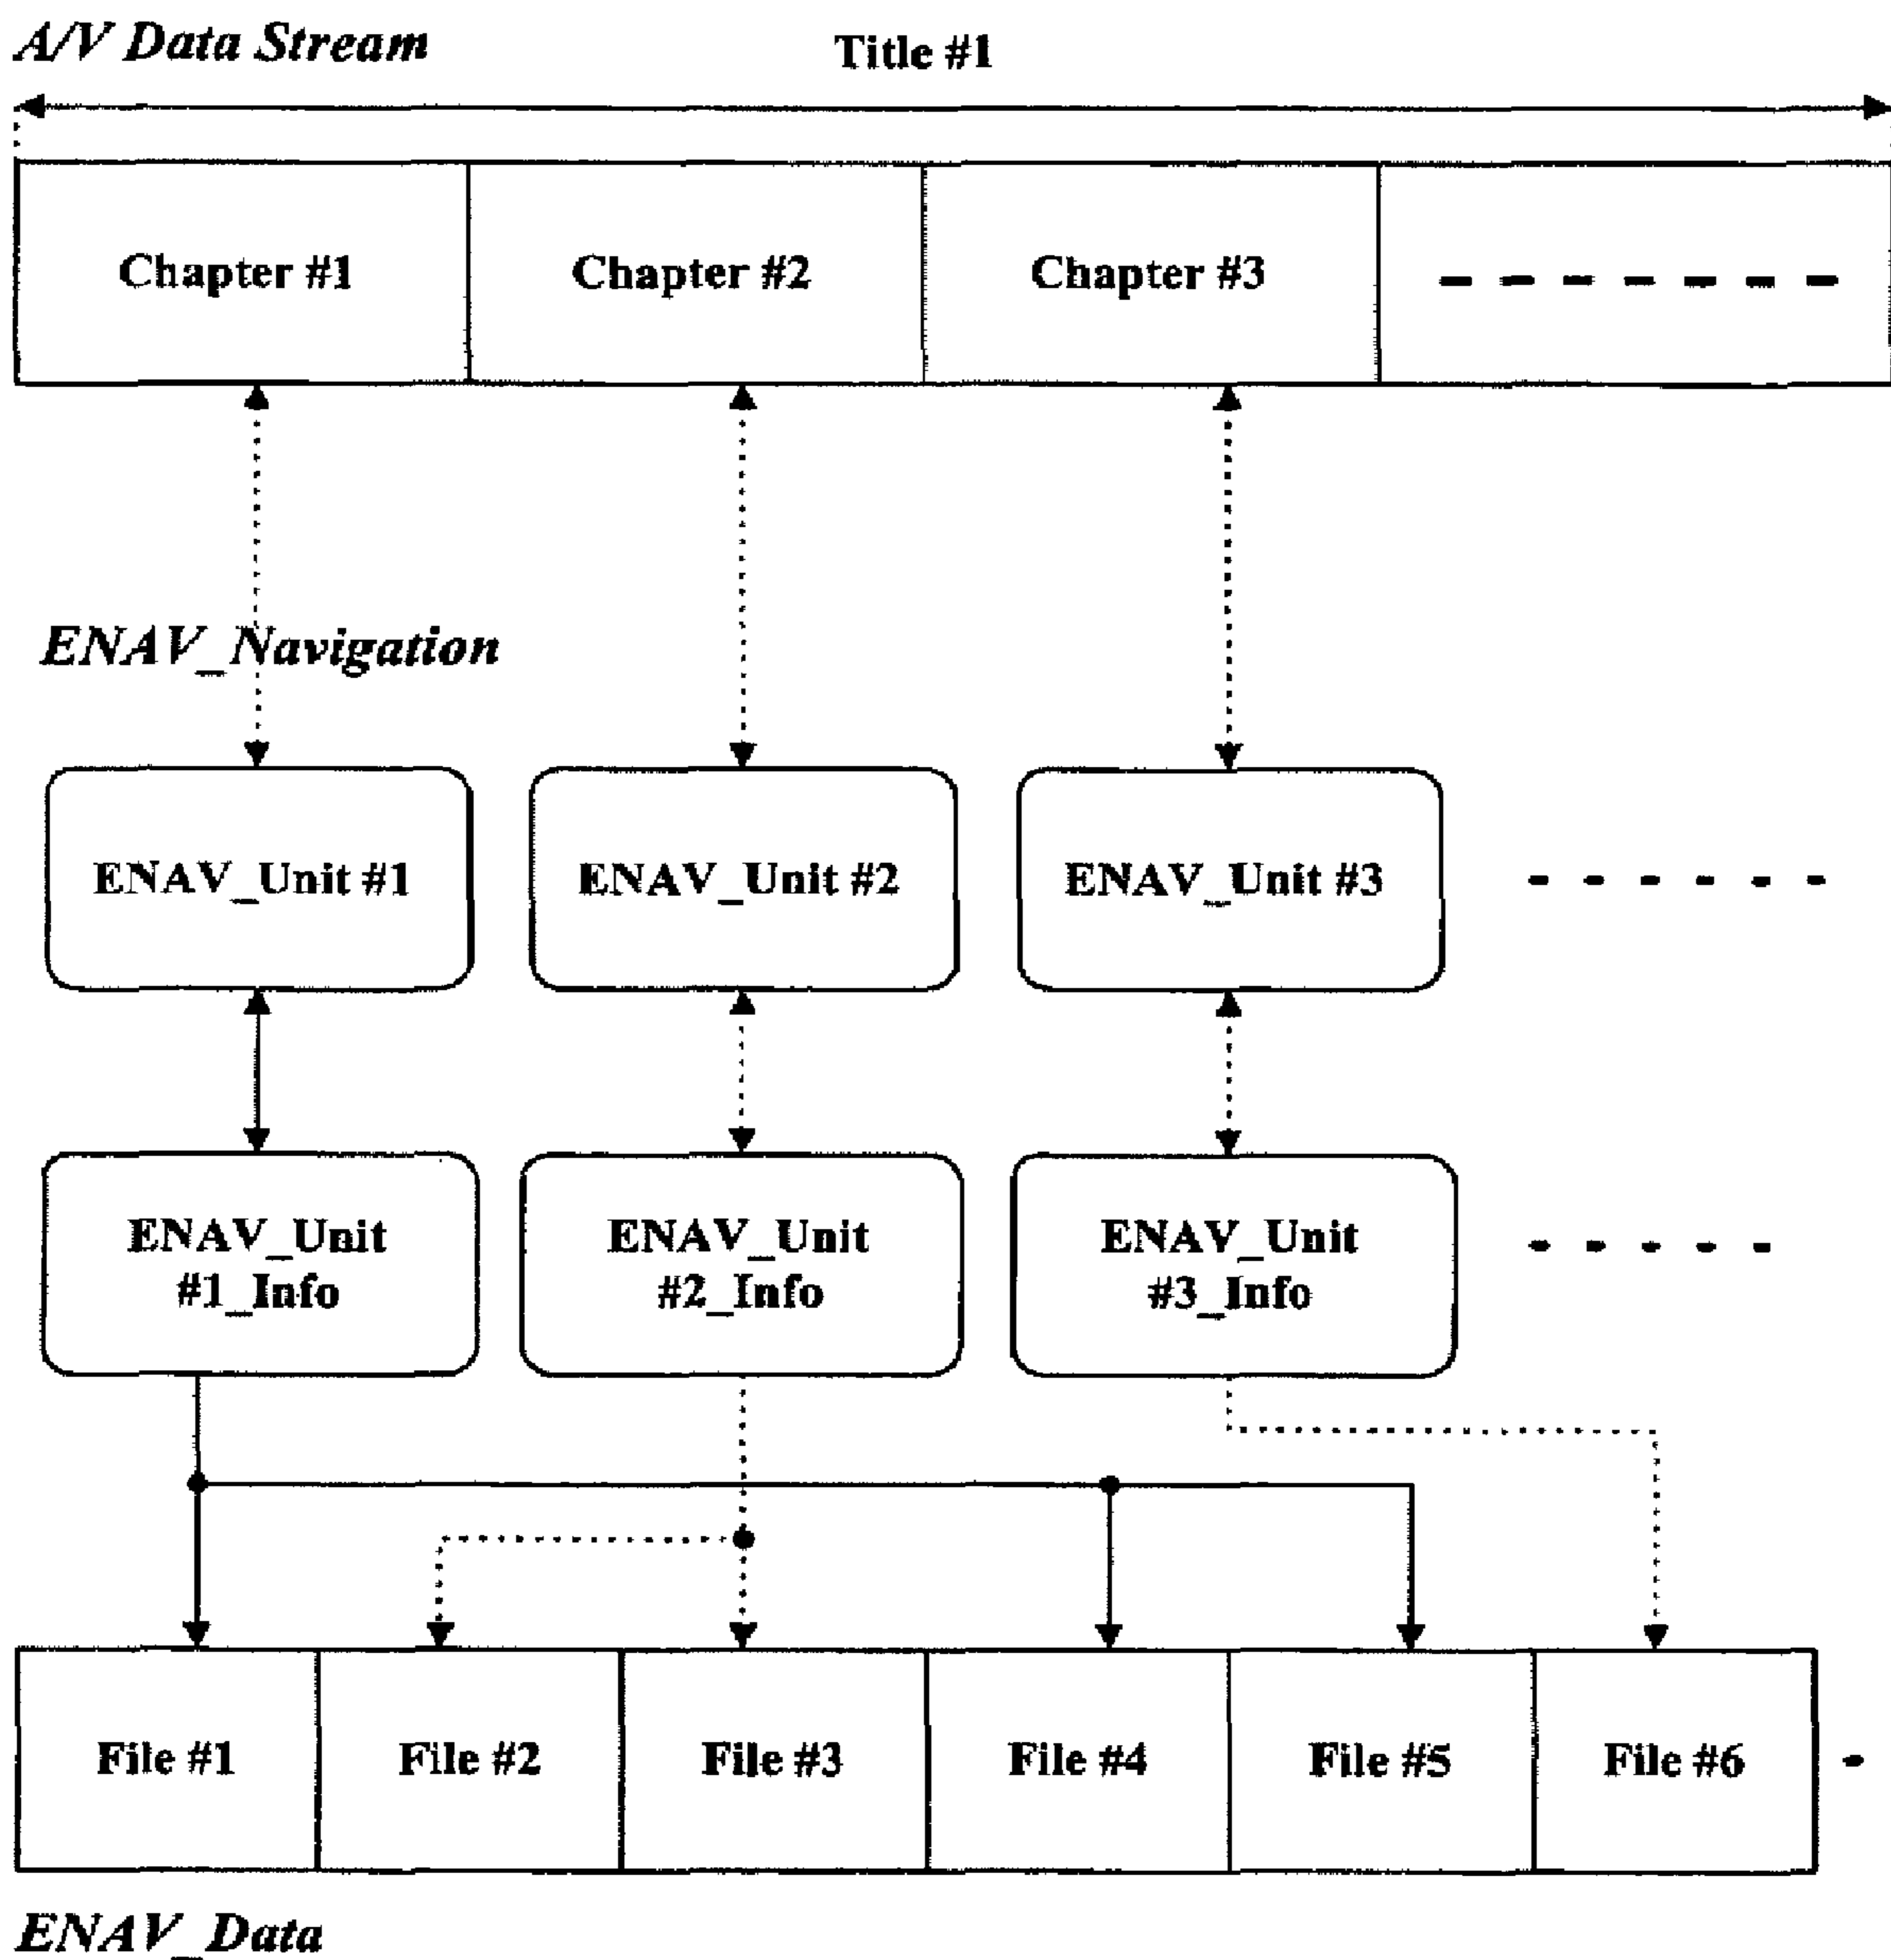 A/V Data Stream
Title #1
Chapter #1
Chapter #2
Chapter #3
ENAV_Navigation
ENAV_Unit #1
ENAV_Unit #2
ENAV_Unit #3
ENAV_Unit
#1_Info
ENAV_Unit
#2_Info
ENAV_Unit
#3_Info
File #1
File #2
File #3
File #4
File #5
File #6
ENAV_Data